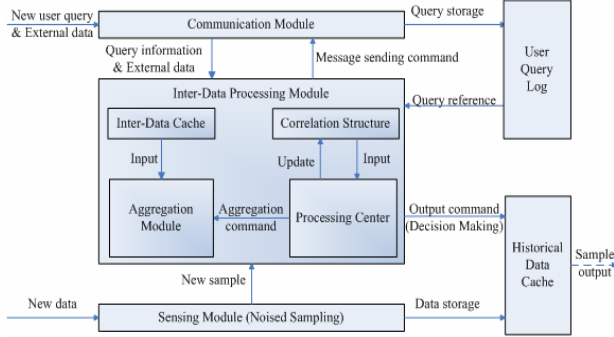 New user query
& External data
Communication Module
Query storage
User
Query
Log
Query information
& External data
Message sending command
Inter-Data Processing Module
Query reference
Inter-Data Cache
Correlation Structure
Input
Update
Input
Aggregation
Module
Aggregation
command
Processing Center
Output command
(Decision Making)
Historical
Data
Cache
Sample
output
New sample
New data
Sensing Module (Noised Sampling)
Data storage